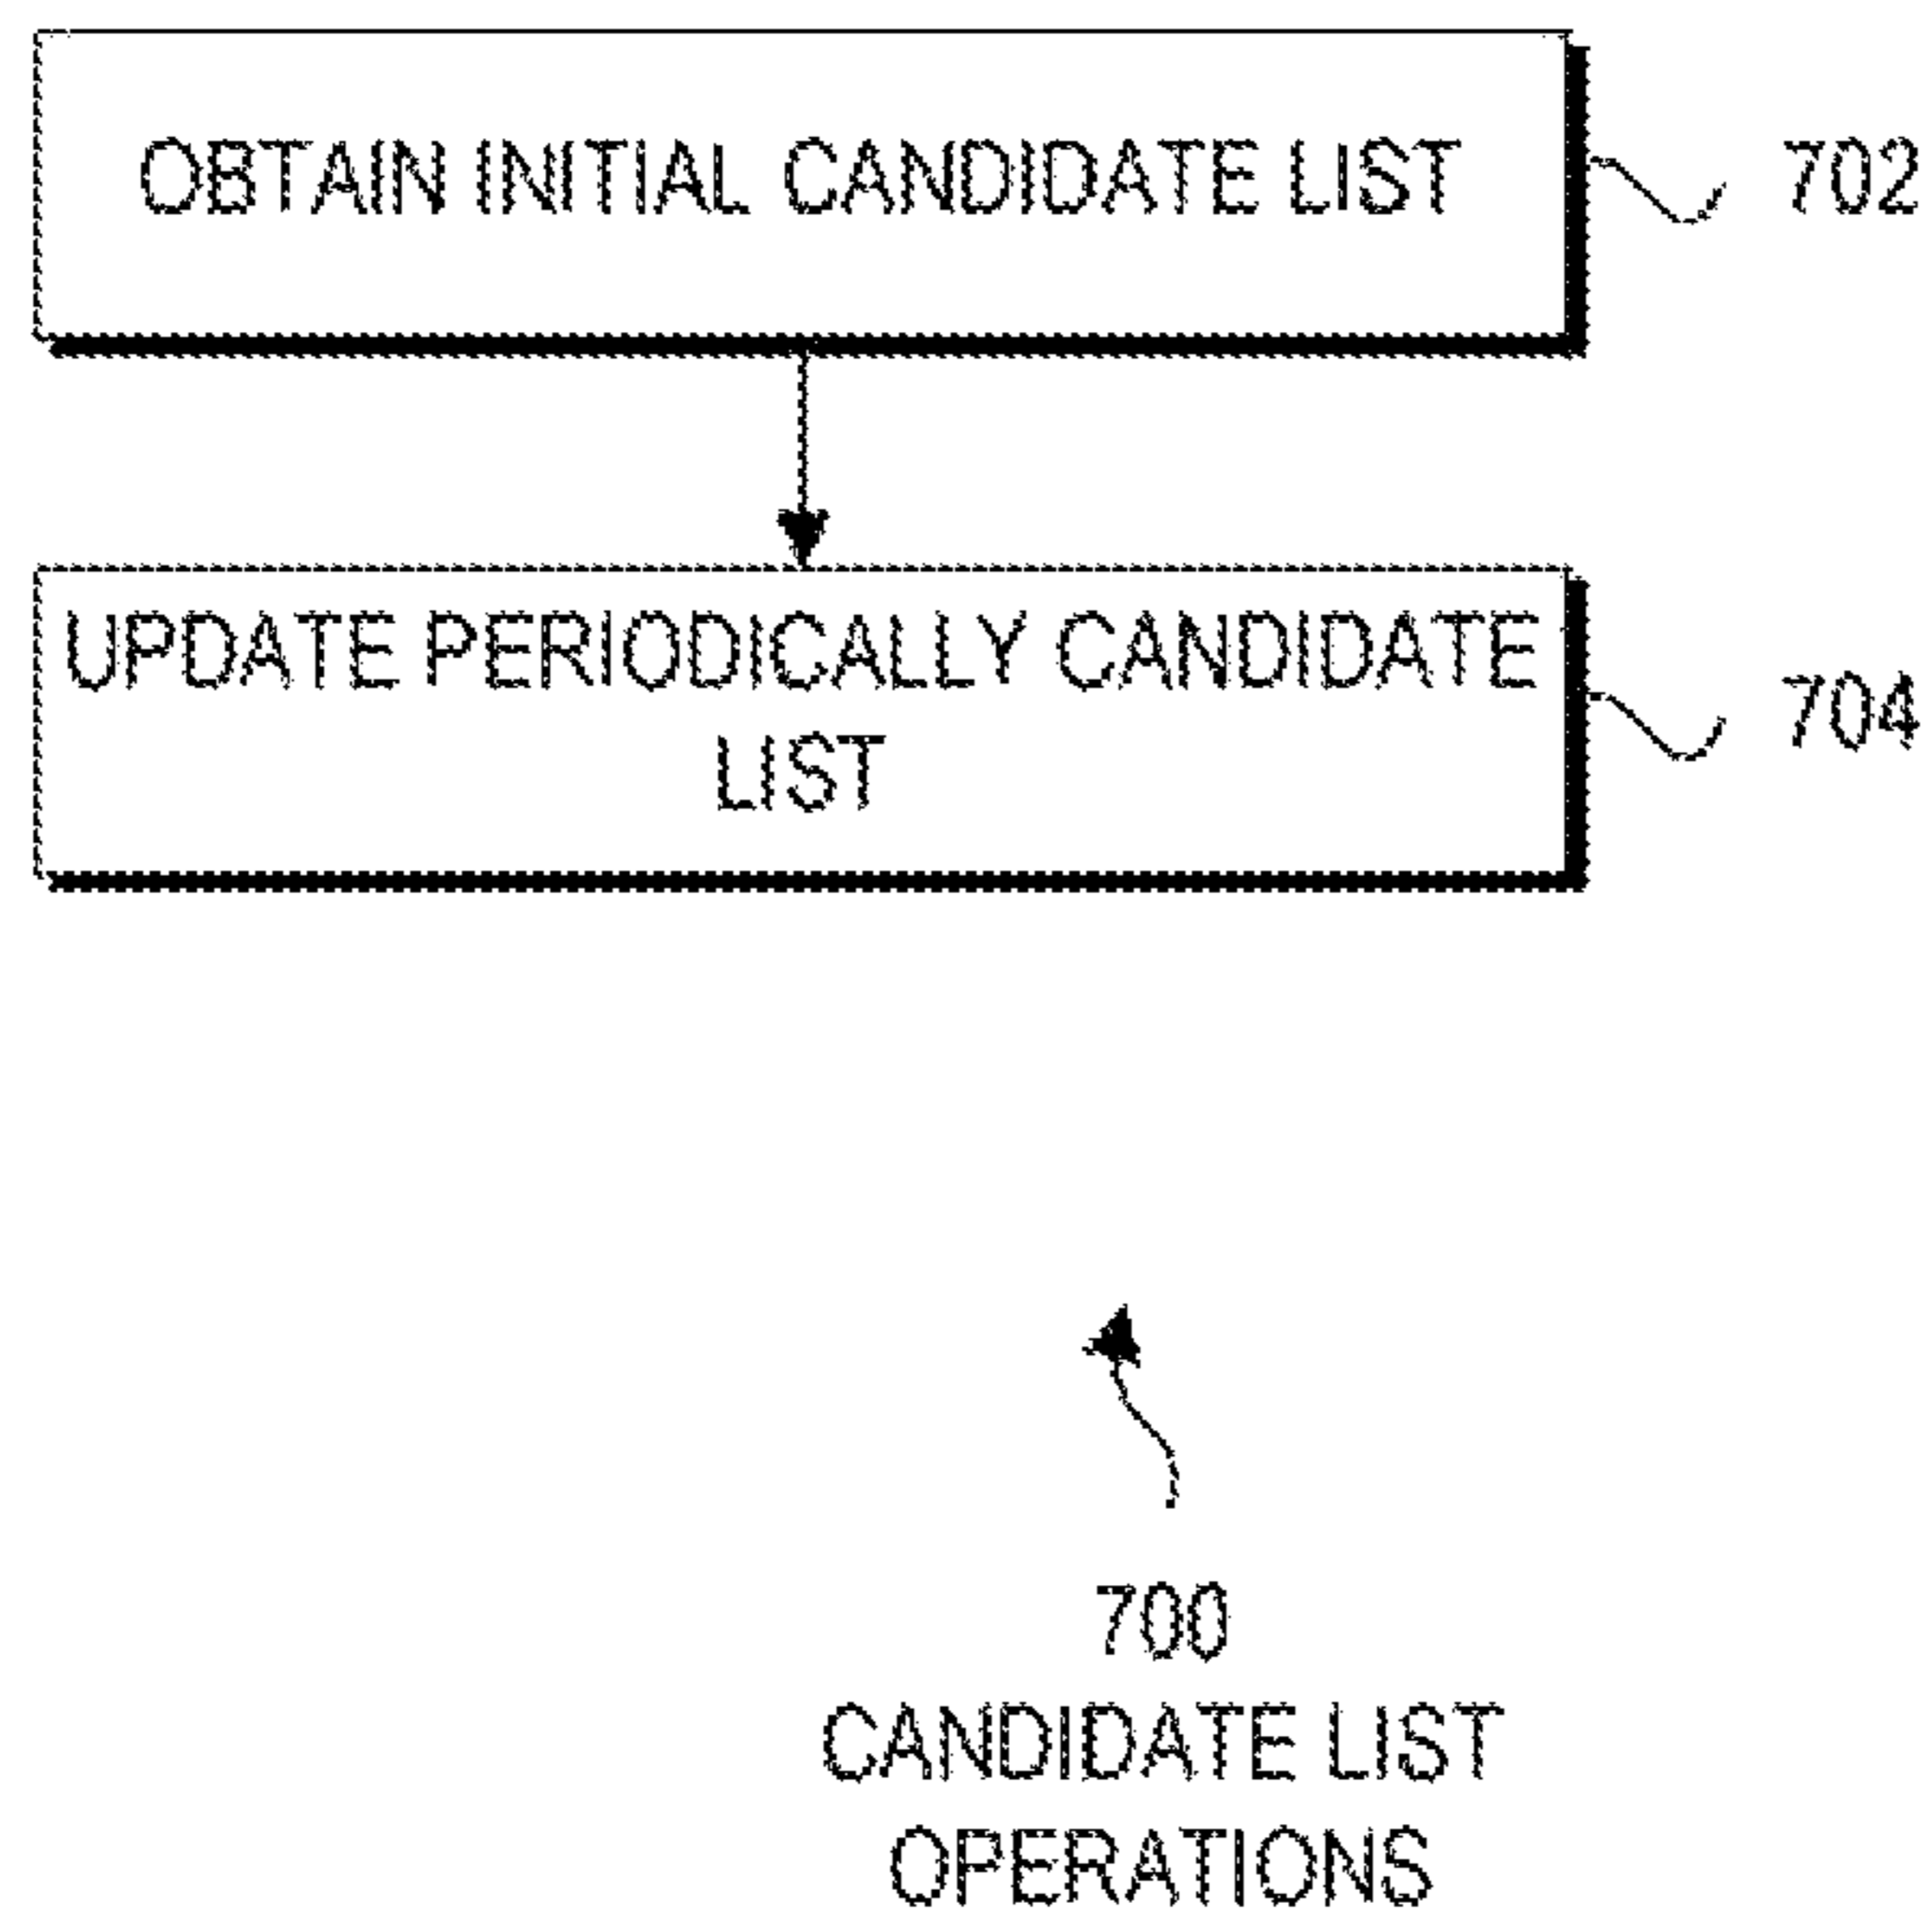 OBTAIN INITIAL CANDIDATE LIST
702
UPDATE PERIODICALLY CANDIDATE
LIST
704
700
CANDIDATE LIST
OPERATIONS